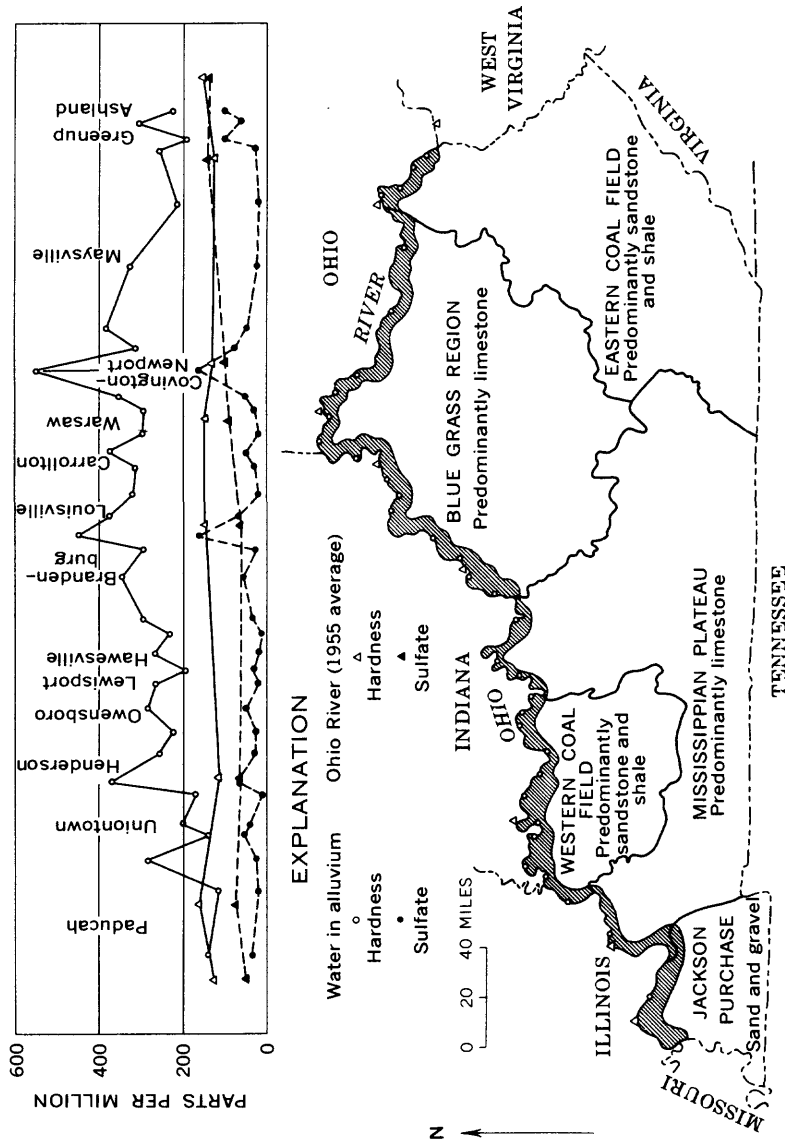 PARTS PER MILLION
600
400
200
0
Paducah
Uniontown
Henderson
Owensboro
Lewisport
Hawesville
Branden-
burg
Louisville
Carrollton
Warsaw
Covington-
Newport
Maysville
Greenup
Ashland
EXPLANATION
Water in alluvium
Hardness
Sulfate
Ohio River (1955 average)
Hardness
Sulfate
N
0 20 40 MILES
OHIO
WEST
VIRGINIA
VIRGINIA
INDIANA
OHIO
RIVER
ILLINOIS
MISSOURI
TENNESSEE
BLUE GRASS REGION
Predominantly limestone
EASTERN COAL FIELD
Predominantly sandstone
and shale
WESTERN COAL
FIELD
Predominantly
sandstone and
shale
MISSISSIPPIAN PLATEAU
Predominantly limestone
JACKSON
PURCHASE
Sand and gravel